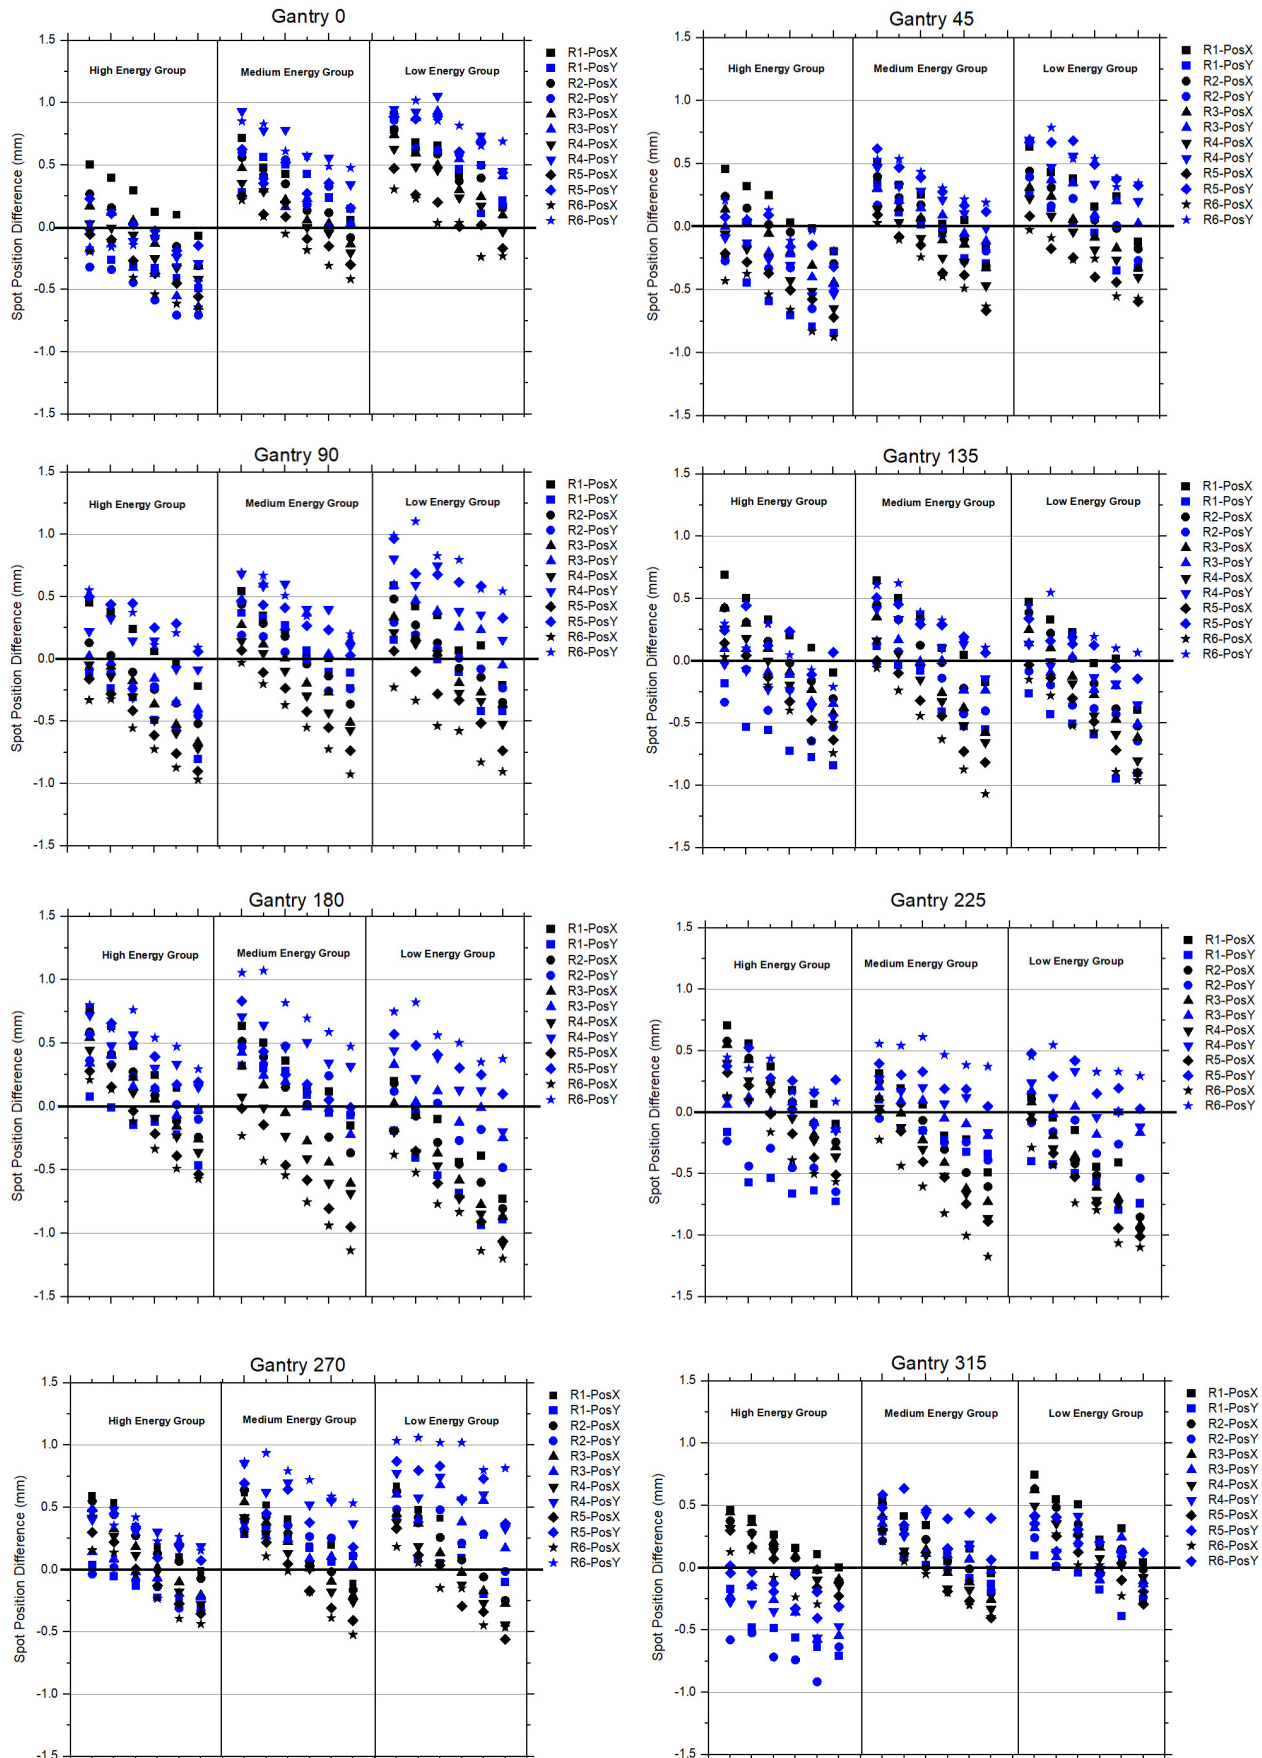 Gantry 0
Spot Position Difference (mm)
1.5
1.0
0.5
0.0
-0.5
-1.0
-1.5
High Energy Group
Medium Energy Group
Low Energy Group
R1-PosX
R1-PosY
R2-PosX
R2-PosY
R3-PosX
R3-PosY
R4-PosX
R4-PosY
R5-PosX
R5-PosY
R6-PosX
R6-PosY
Gantry 45
Spot Position Difference (mm)
1.5
1.0
0.5
0.0
-0.5
-1.0
-1.5
High Energy Group
Medium Energy Group
Low Energy Group
R1-PosX
R1-PosY
R2-PosX
R2-PosY
R3-PosX
R3-PosY
R4-PosX
R4-PosY
R5-PosX
R5-PosY
R6-PosX
R6-PosY
Gantry 90
Spot Position Difference (mm)
1.5
1.0
0.5
0.0
-0.5
-1.0
-1.5
High Energy Group
Medium Energy Group
Low Energy Group
R1-PosX
R1-PosY
R2-PosX
R2-PosY
R3-PosX
R3-PosY
R4-PosX
R4-PosY
R5-PosX
R5-PosY
R6-PosX
R6-PosY
Gantry 135
Spot Position Difference (mm)
1.5
1.0
0.5
0.0
-0.5
-1.0
-1.5
High Energy Group
Medium Energy Group
Low Energy Group
R1-PosX
R1-PosY
R2-PosX
R2-PosY
R3-PosX
R3-PosY
R4-PosX
R4-PosY
R5-PosX
R5-PosY
R6-PosX
R6-PosY
Gantry 180
Spot Position Difference (mm)
1.5
1.0
0.5
0.0
-0.5
-1.0
-1.5
High Energy Group
Medium Energy Group
Low Energy Group
R1-PosX
R1-PosY
R2-PosX
R2-PosY
R3-PosX
R3-PosY
R4-PosX
R4-PosY
R5-PosX
R5-PosY
R6-PosX
R6-PosY
Gantry 225
Spot Position Difference (mm)
1.5
1.0
0.5
0.0
-0.5
-1.0
-1.5
High Energy Group
Medium Energy Group
Low Energy Group
R1-PosX
R1-PosY
R2-PosX
R2-PosY
R3-PosX
R3-PosY
R4-PosX
R4-PosY
R5-PosX
R5-PosY
R6-PosX
R6-PosY
Gantry 270
Spot Position Difference (mm)
1.5
1.0
0.5
0.0
-0.5
-1.0
-1.5
High Energy Group
Medium Energy Group
Low Energy Group
R1-PosX
R1-PosY
R2-PosX
R2-PosY
R3-PosX
R3-PosY
R4-PosX
R4-PosY
R5-PosX
R5-PosY
R6-PosX
R6-PosY
Gantry 315
Spot Position Difference (mm)
1.5
1.0
0.5
0.0
-0.5
-1.0
-1.5
High Energy Group
Medium Energy Group
Low Energy Group
R1-PosX
R1-PosY
R2-PosX
R2-PosY
R3-PosX
R3-PosY
R4-PosX
R4-PosY
R5-PosX
R5-PosY
R6-PosX
R6-PosY